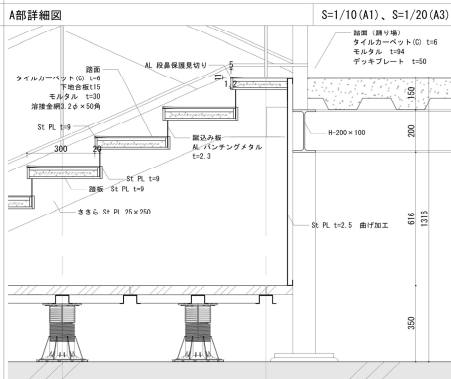 A部詳細図
S=1/10(A1)、S=1/20(A3)
踏面（踊り場）
タイルカーペット(G) t=6
モルタル t=94
デッキプレート t=50
AL 段鼻保護見切り
5
踏面
タイルカーペット(G) t=6
下地合板t15
モルタル t=30
溶接金網3.2φ×50角
St PL t=9
300
20
蹴込み板
AL パンチングメタル
t=2.3
St PL t=9
踏板 St PL t=9
ささら St PL 25×250
H-200×100
St PL t=2.5 曲げ加工
150
200
616
1315
350